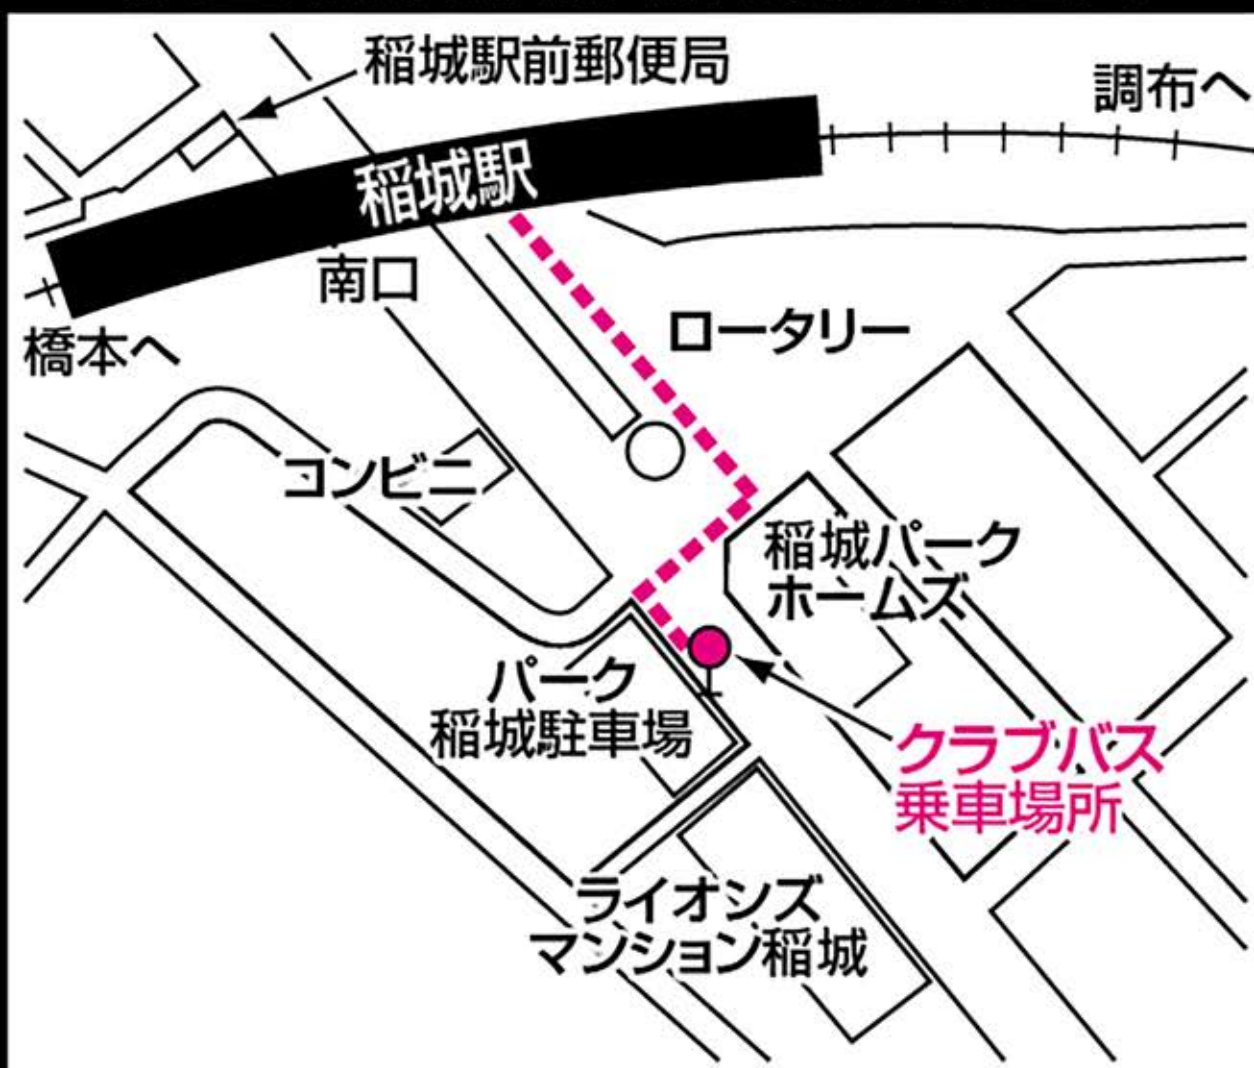 稲城駅前郵便局
調布へ
稲城駅
南口
橋本へ
ロータリー
コンビニ
稲城パーク
ホームズ
パーク
稲城駐車場
クラブバス
乗車場所
ライオンズ
マンション稲城